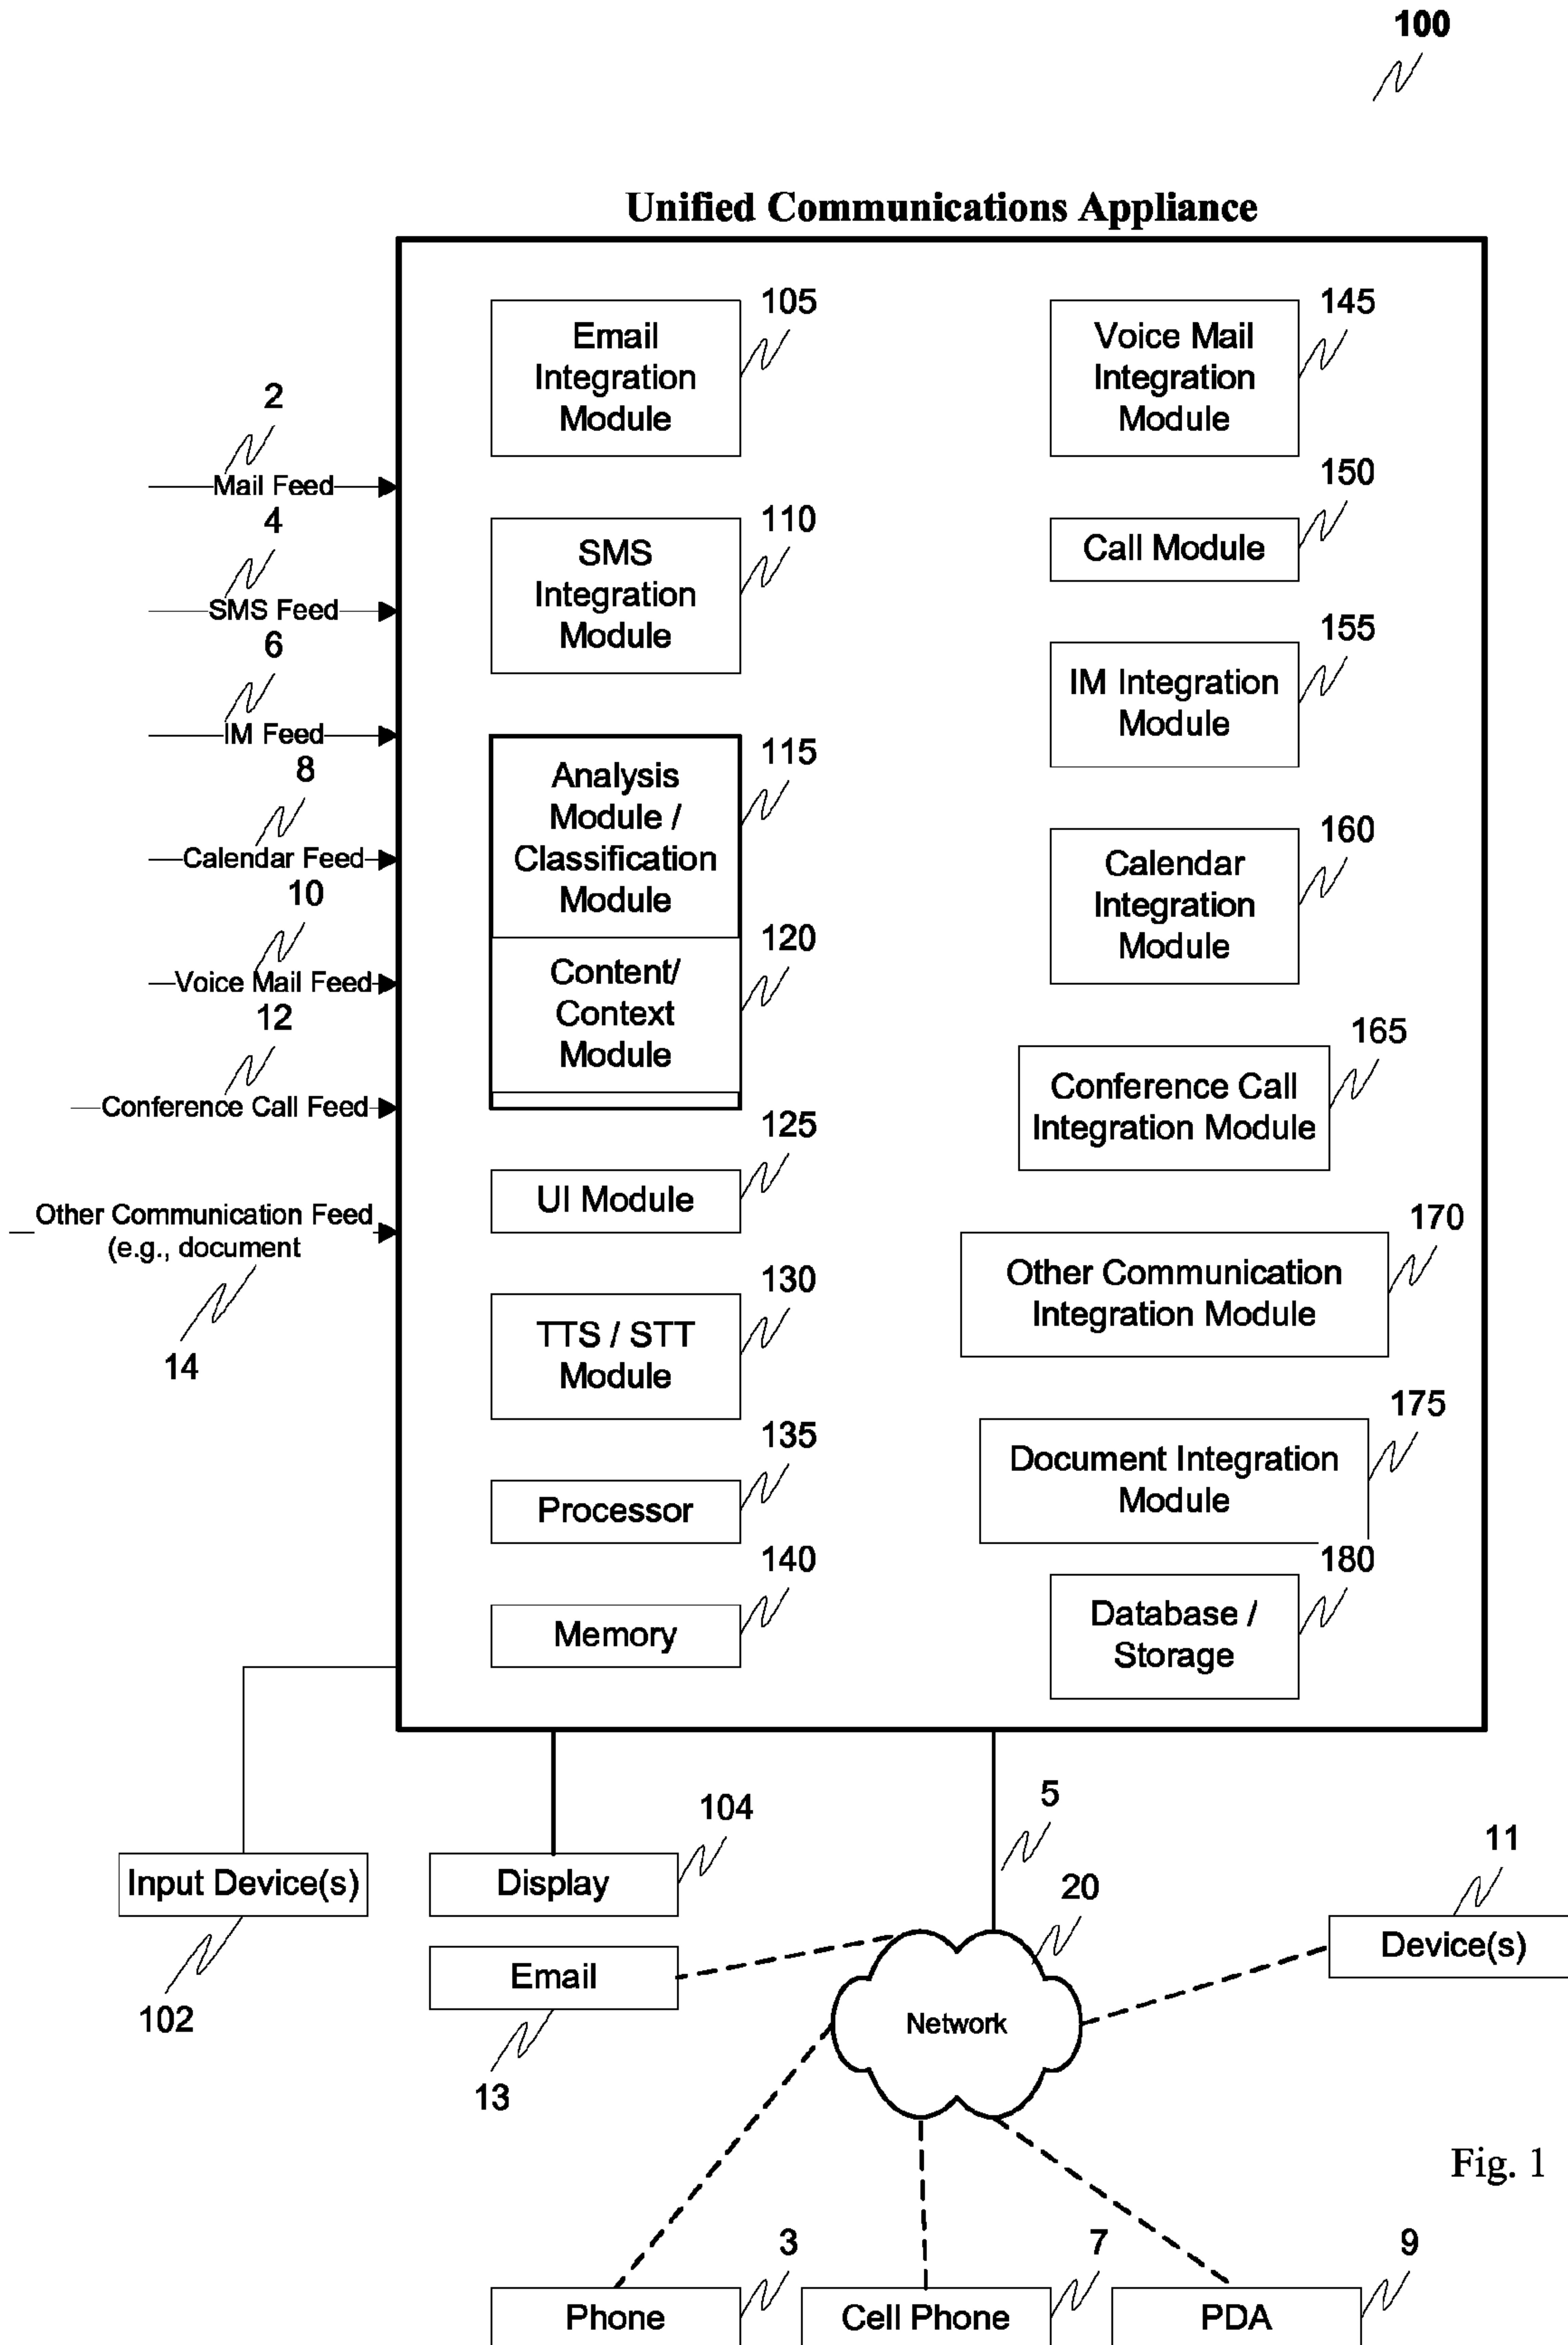 100
Unified Communications Appliance
105
Email
Integration
Module
145
Voice Mail
Integration
Module
2
Mail Feed
150
Call Module
4
SMS Feed
110
SMS
Integration
Module
155
IM Integration
Module
6
IM Feed
115
Analysis
Module /
Classification
Module
8
Calendar Feed
160
Calendar
Integration
Module
10
Voice Mail Feed
120
Content/
Context
Module
12
Conference Call Feed
165
Conference Call
Integration Module
125
UI Module
Other Communication Feed
(e.g., document
14
170
Other Communication
Integration Module
130
TTS / STT
Module
175
Document Integration
Module
135
Processor
180
Database /
Storage
140
Memory
5
104
Display
Input Device(s)
102
11
Device(s)
20
Network
Email
13
Fig. 1
3
Phone
7
Cell Phone
9
PDA